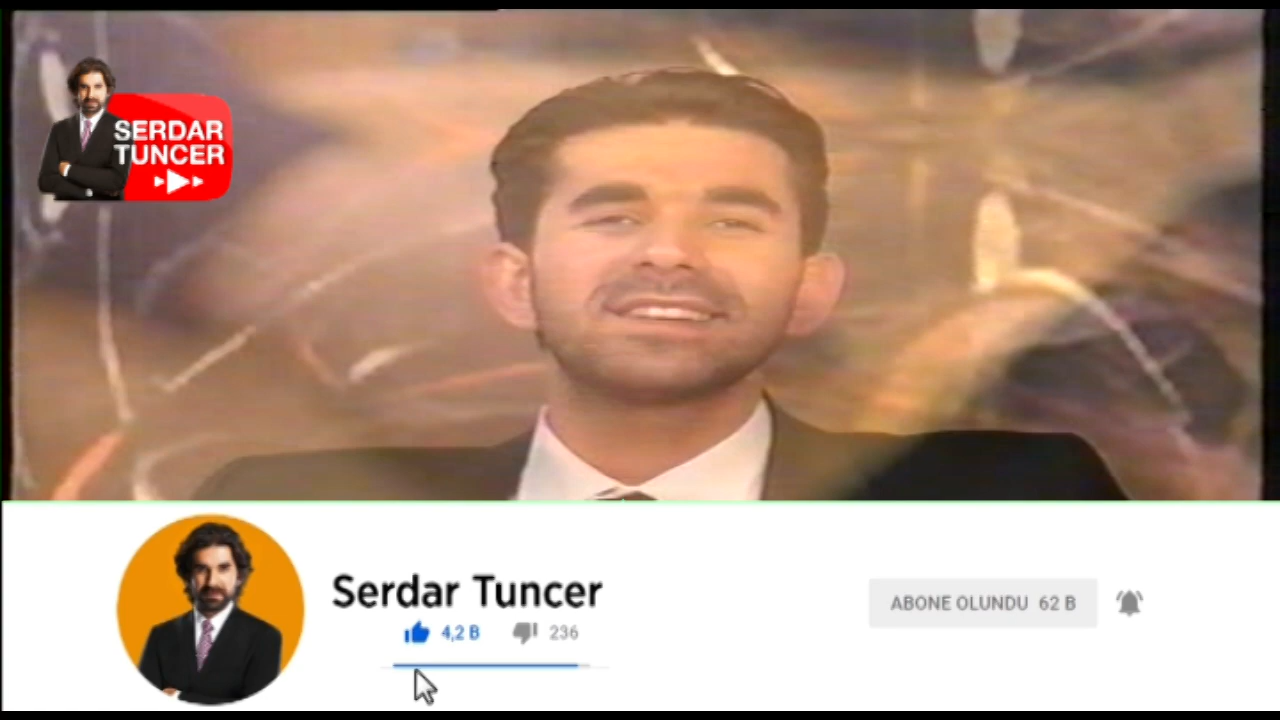 SERDAR
TUNCER
Serdar Tuncer
4,2 B 236
ABONE OLUNDU 62 B